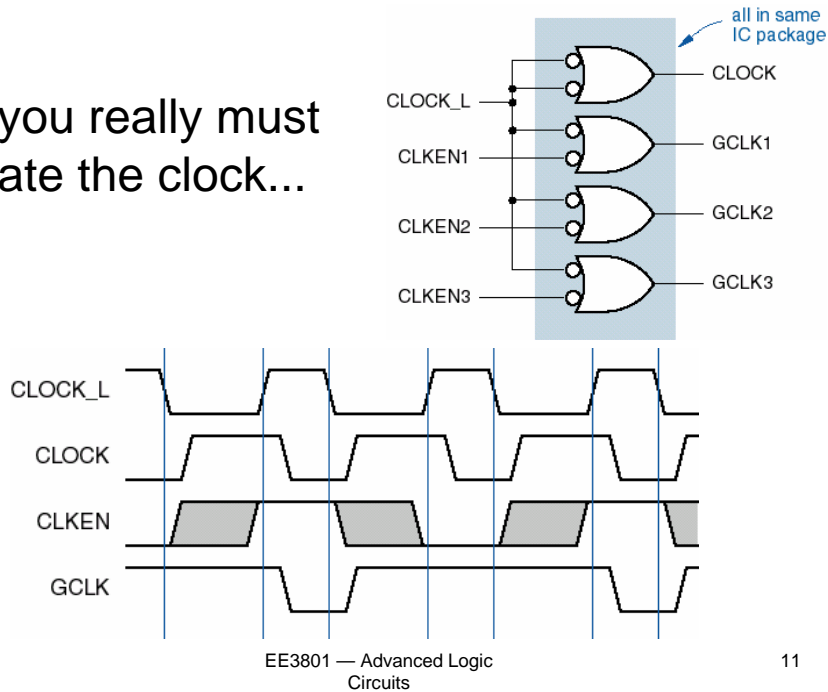 all in same
IC package
CLOCK
CLOCK_L
you really must
GCLK1
CLKEN1
ate the clock...
GCLK2
CLKEN2
GCLK3
CLKEN3
CLOCK_L
CLOCK
CLKEN
GCLK
EE3801 — Advanced Logic
Circuits
11